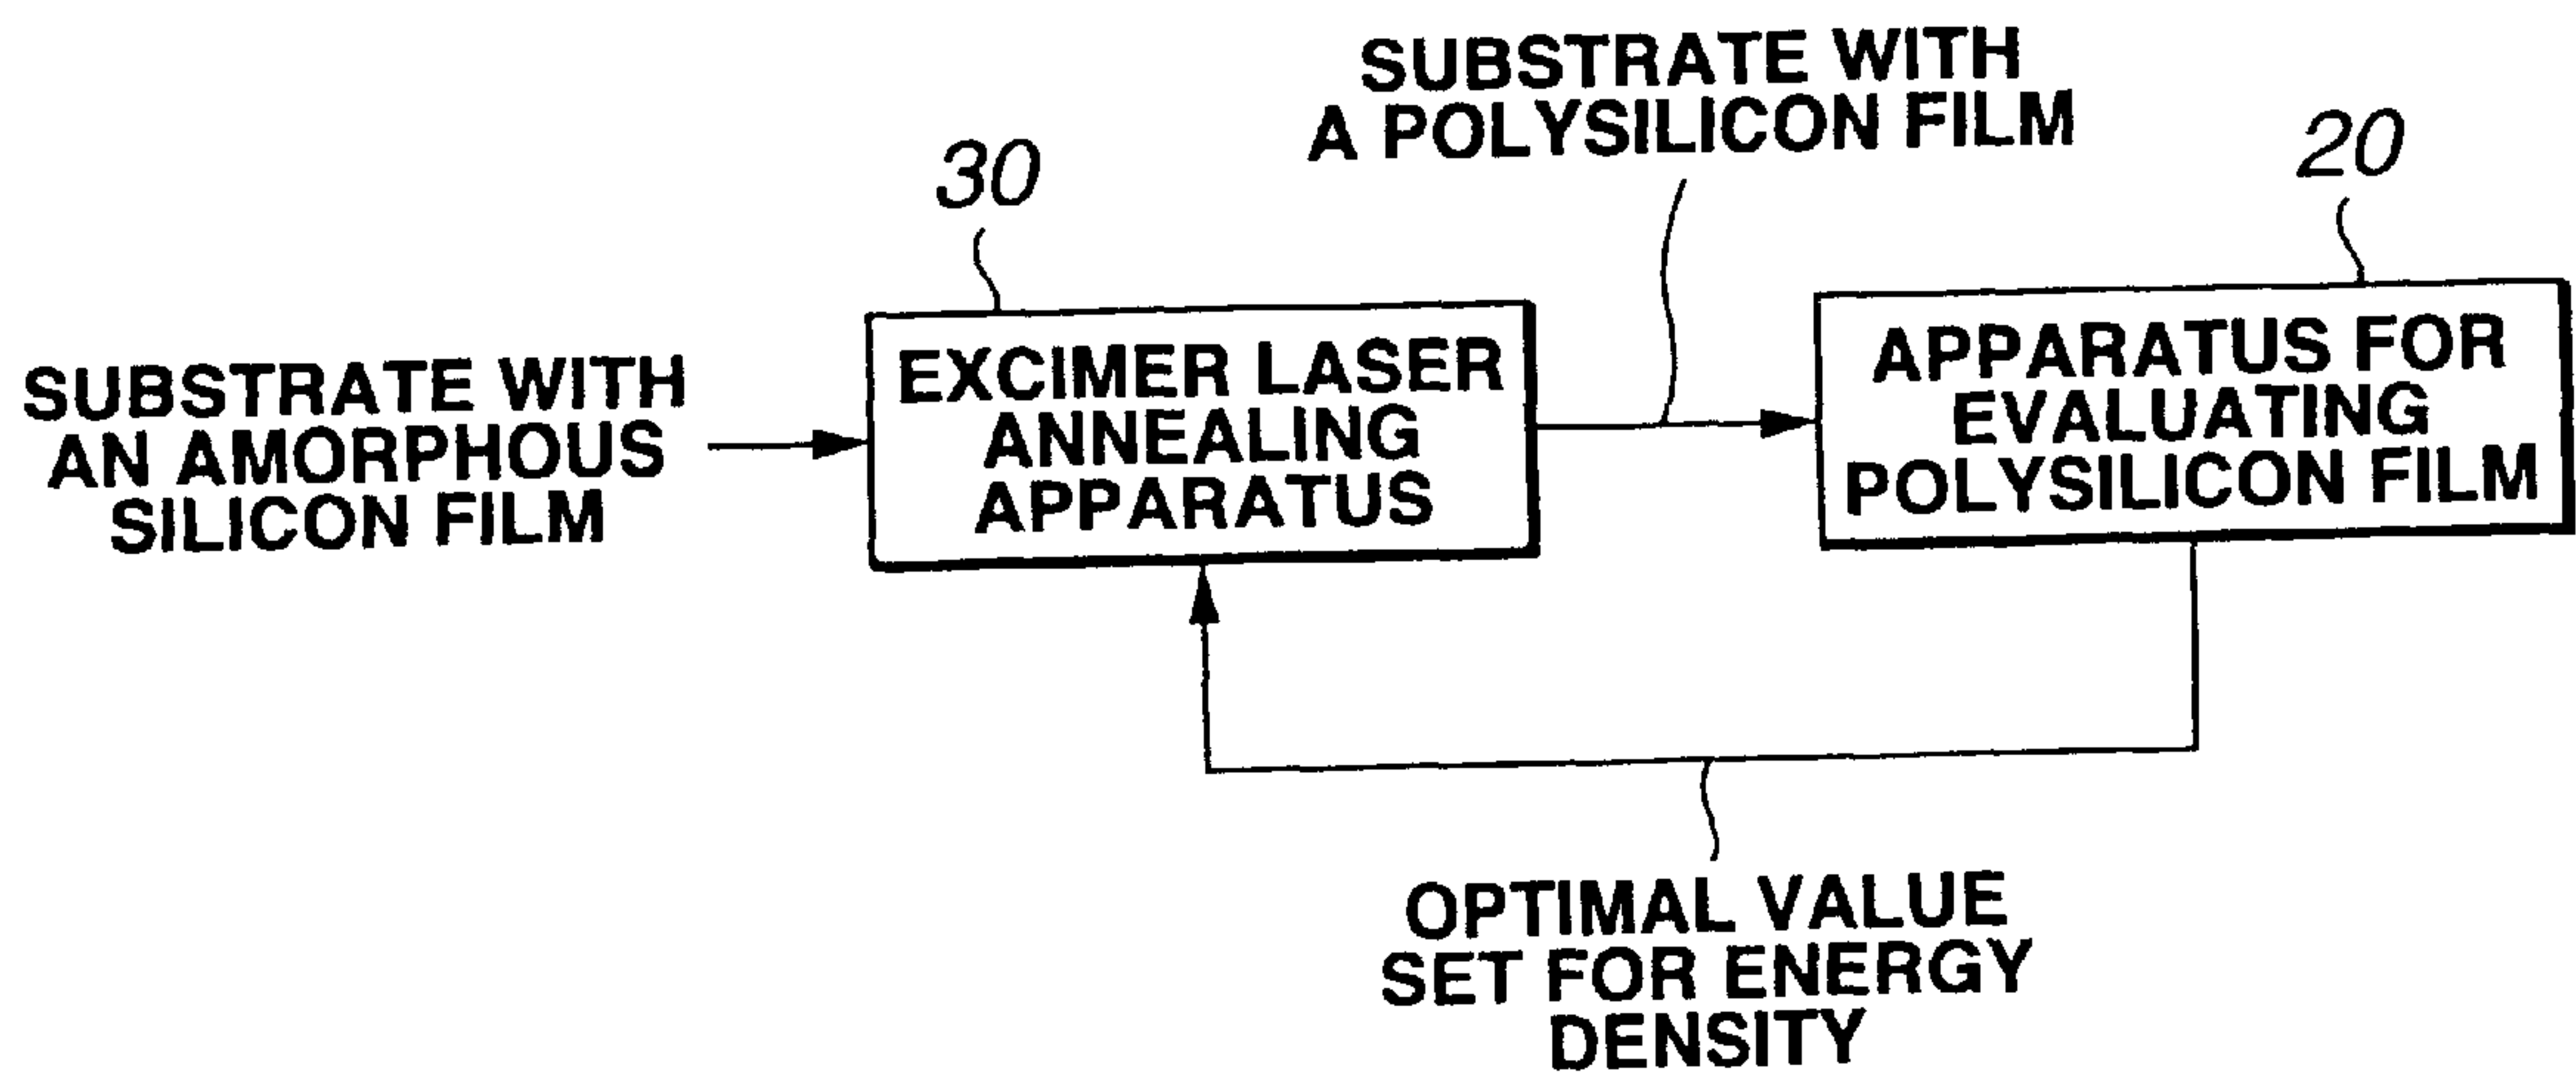 SUBSTRATE WITH
A POLYSILICON FILM
30
20
SUBSTRATE WITH
AN AMORPHOUS
SILICON FILM
EXCIMER LASER
ANNEALING
APPARATUS
APPARATUS FOR
EVALUATING
POLYSILICON FILM
OPTIMAL VALUE
SET FOR ENERGY
DENSITY